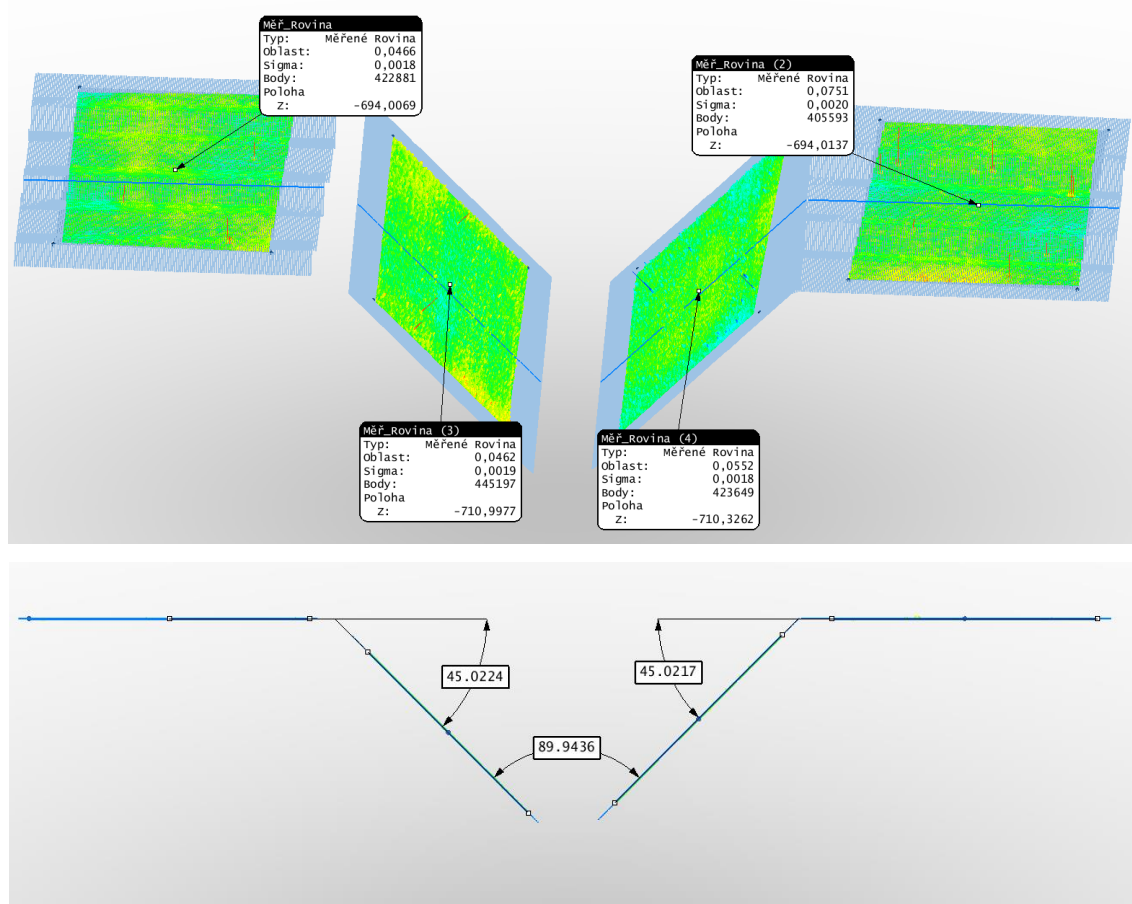 Měř_Rovina
Typ: Měřené Rovina
Oblast: 0,0466
Sigma: 0,0018
Body: 422881
Poloha
Z: -694,0069
Měř_Rovina (2)
Typ: Měřené Rovina
Oblast: 0,0751
Sigma: 0,0020
Body: 405593
Poloha
Z: -694,0137
Měř_Rovina (3)
Typ: Měřené Rovina
Oblast: 0,0462
Sigma: 0,0019
Body: 445197
Poloha
Z: -710,9977
Měř_Rovina (4)
Typ: Měřené Rovina
Oblast: 0,0552
Sigma: 0,0018
Body: 423649
Poloha
Z: -710,3262
45.0224
45.0217
89.9436